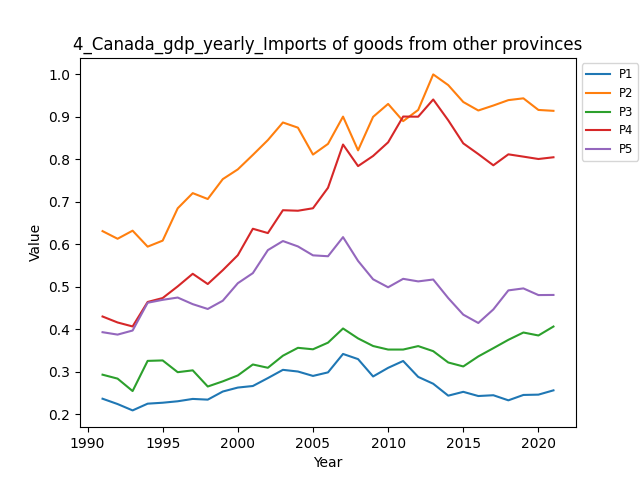 4_Canada_gdp_yearly_Imports of goods from other provinces
1.0
0.9
0.8
0.7
0.6
0.5
0.4
0.3
0.2
Value
1990
1995
2000
2005
2010
2015
2020
Year
P1
P2
P3
P4
P5